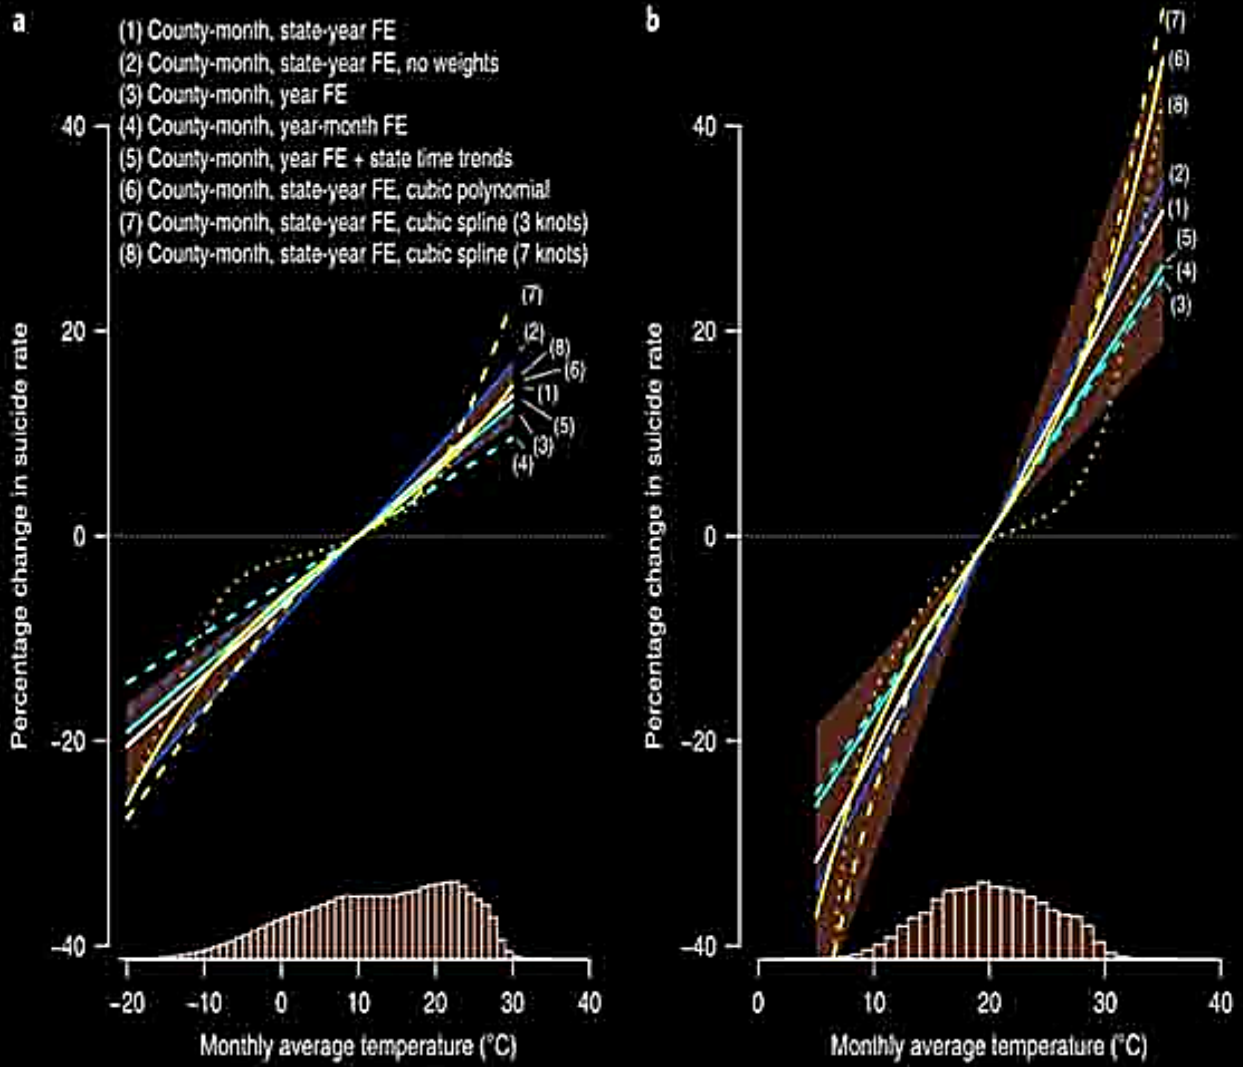 a
(1) County-month, state-year FE
(2) County-month, state-year FE, no weights
(3) County-month, year FE
(4) County-month, year-month FE
(5) County-month, year FE + state time trends
(6) County-month, state-year FE, cubic polynomial
(7) County-month, state-year FE, cubic spline (3 knots)
(8) County-month, state-year FE, cubic spline (7 knots)
Percentage change in suicide rate
40
20
0
−20
−40
(7)
(2)
(8)
(6)
(1)
(5)
(3)
(4)
−20 −10 0 10 20 30 40
Monthly average temperature (°C)
b
Percentage change in suicide rate
40
20
0
−20
−40
(7)
(6)
(8)
(2)
(1)
(5)
(4)
(3)
0 10 20 30 40
Monthly average temperature (°C)